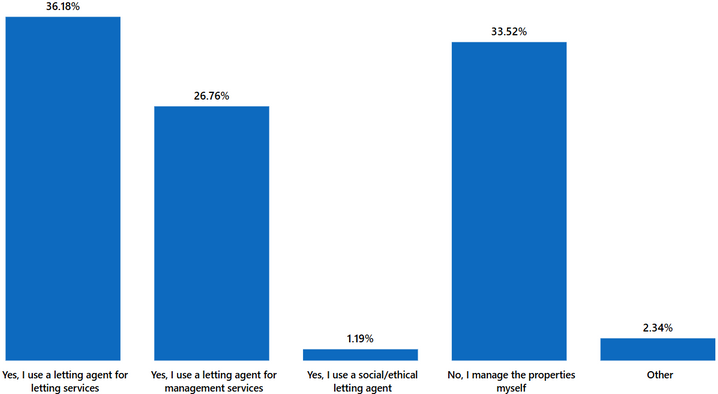 36.18%
33.52%
26.76%
2.34%
1.19%
Yes, I use a letting agent for
letting services
Yes, I use a letting agent for
management services
Yes, I use a social/ethical
letting agent
No, I manage the properties
myself
Other